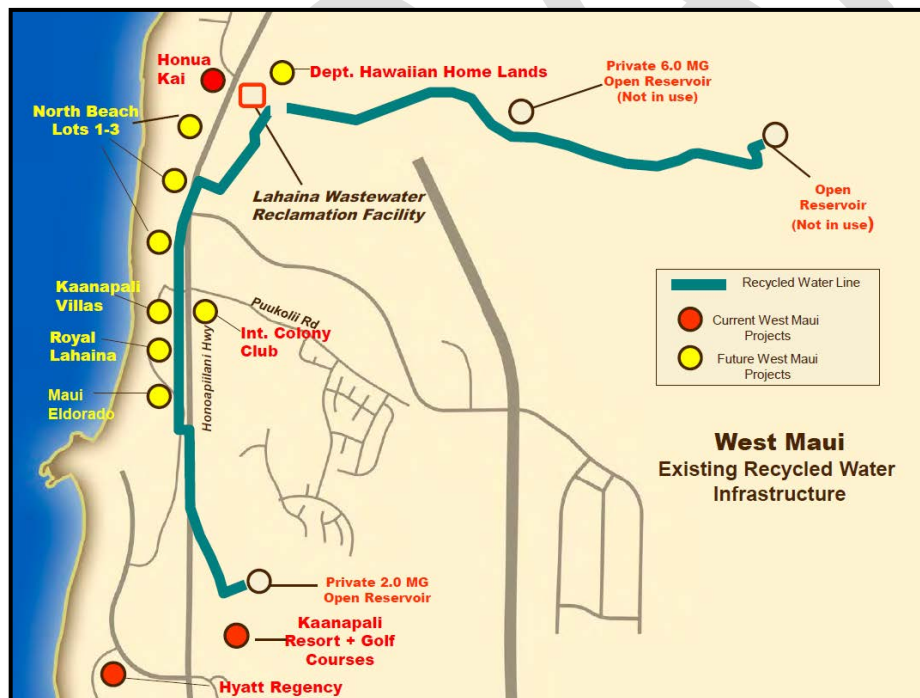 Honua
Kai
Dept. Hawaiian Home Lands
Private 6.0 MG
Open Reservoir
(Not in use)
North Beach
Lots 1-3
Lahaina Wastewater
Reclamation Facility
Open
Reservoir
(Not in use)
Kaanapali
Villas
Puukolii Rd
Int. Colony
Club
Royal
Lahaina
Honoapiilani Hwy
Maui
Eldorado
Recycled Water Line
Current West Maui
Projects
Future West Maui
Projects
West Maui
Existing Recycled Water
Infrastructure
Private 2.0 MG
Open Reservoir
Kaanapali
Resort + Golf
Courses
Hyatt Regency